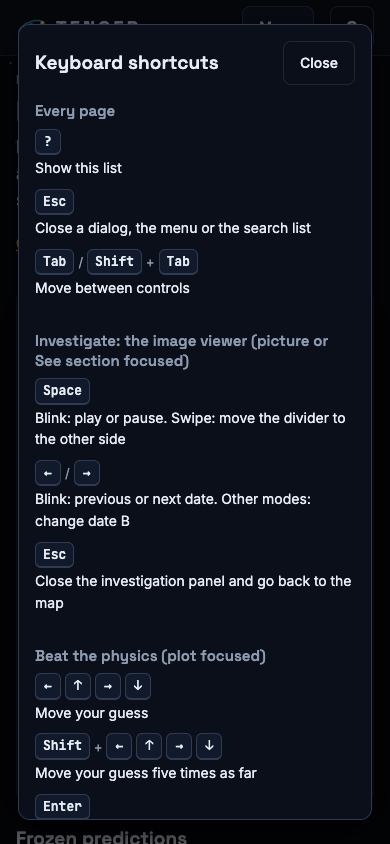 Keyboard shortcuts
Close
Every page
?
Show this list
Esc
Close a dialog, the menu or the search list
Tab / Shift + Tab
Move between controls
Investigate: the image viewer (picture or
See section focused)
Space
Blink: play or pause. Swipe: move the divider to
the other side
← / →
Blink: previous or next date. Other modes:
change date B
Esc
Close the investigation panel and go back to the
map
Beat the physics (plot focused)
← ↑ → ↓
Move your guess
Shift + ← ↑ → ↓
Move your guess five times as far
Enter
Frozen predictions